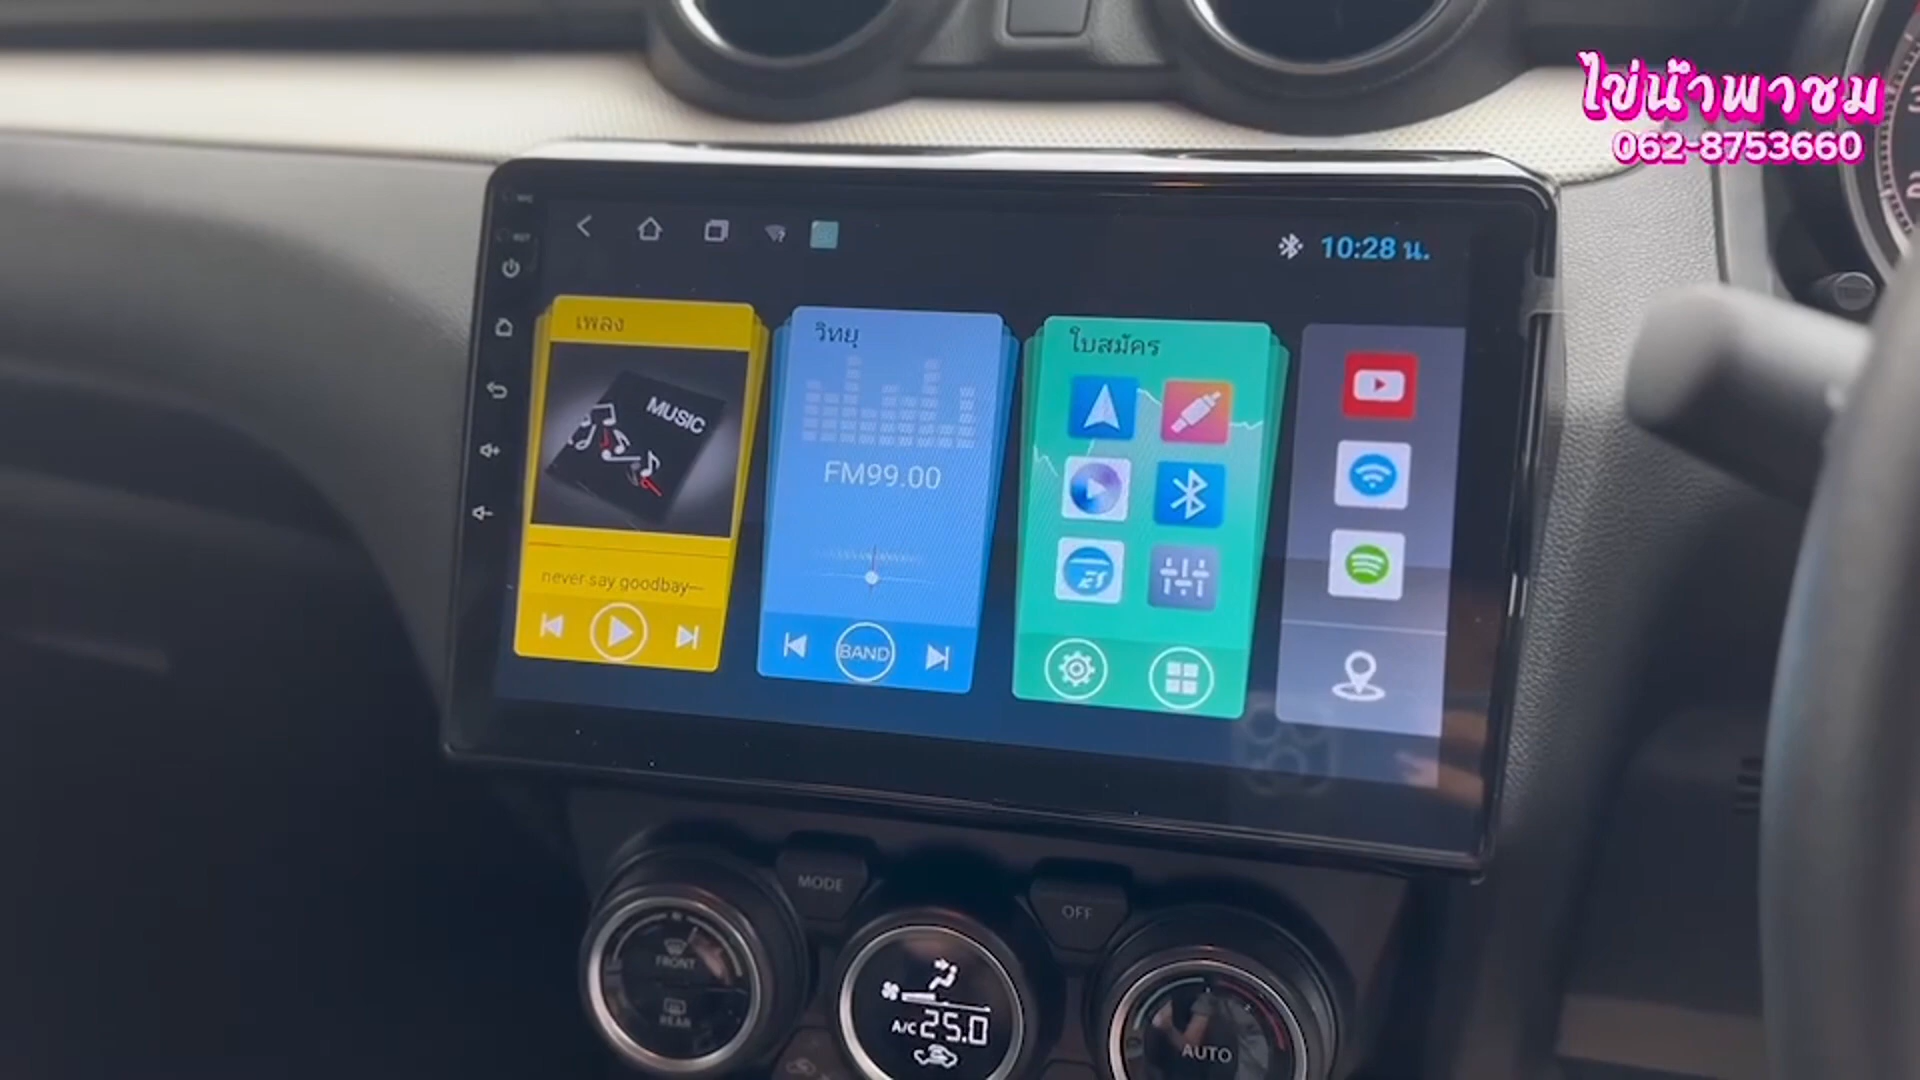 ไข่น้ำพาชม
062-8753660
10:28 น.
เพลง
MUSIC
never say goodbay—
วิทยุ
FM99.00
BAND
ใบสมัคร
MODE
OFF
FRONT
REAR
A/C 25.0
AUTO